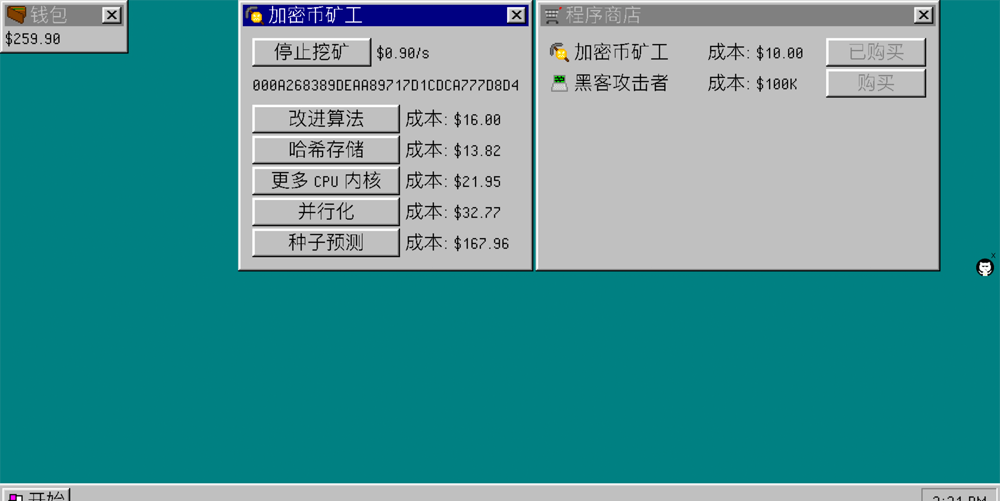 钱包
$259.90
加密币矿工
停止挖矿 $0.90/s
000A268389DEAA89717D1CDCA777D8D4
改进算法 成本: $16.00
哈希存储 成本: $13.82
更多 CPU 内核 成本: $21.95
并行化 成本: $32.77
种子预测 成本: $167.96
程序商店
加密币矿工 成本: $10.00 已购买
黑客攻击者 成本: $100K 购买
x
开始